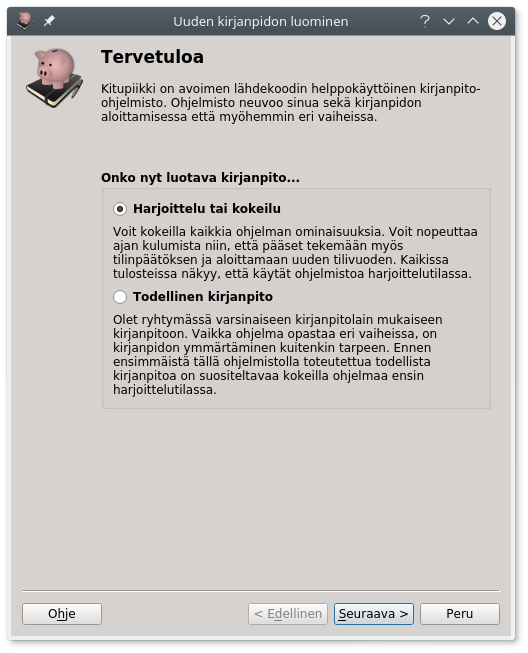 Uuden kirjanpidon luominen
Tervetuloa
Kitupiikki on avoimen lähdekoodin helppokäyttöinen kirjanpito-
ohjelmisto. Ohjelmisto neuvoo sinua sekä kirjanpidon
aloittamisessa että myöhemmin eri vaiheissa.
Onko nyt luotava kirjanpito...
Harjoittelu tai kokeilu
Voit kokeilla kaikkia ohjelman ominaisuuksia. Voit nopeuttaa
ajan kulumista niin, että pääset tekemään myös
tilinpäätöksen ja aloittamaan uuden tilivuoden. Kaikissa
tulosteissa näkyy, että käytät ohjelmistoa harjoittelutilassa.
Todellinen kirjanpito
Olet ryhtymässä varsinaiseen kirjanpitolain mukaiseen
kirjanpitoon. Vaikka ohjelma opastaa eri vaiheissa, on
kirjanpidon ymmärtäminen kuitenkin tarpeen. Ennen
ensimmäistä tällä ohjelmistolla toteutettua todellista
kirjanpitoa on suositeltavaa kokeilla ohjelmaa ensin
harjoittelutilassa.
Ohje
< Edellinen
Seuraava >
Peru